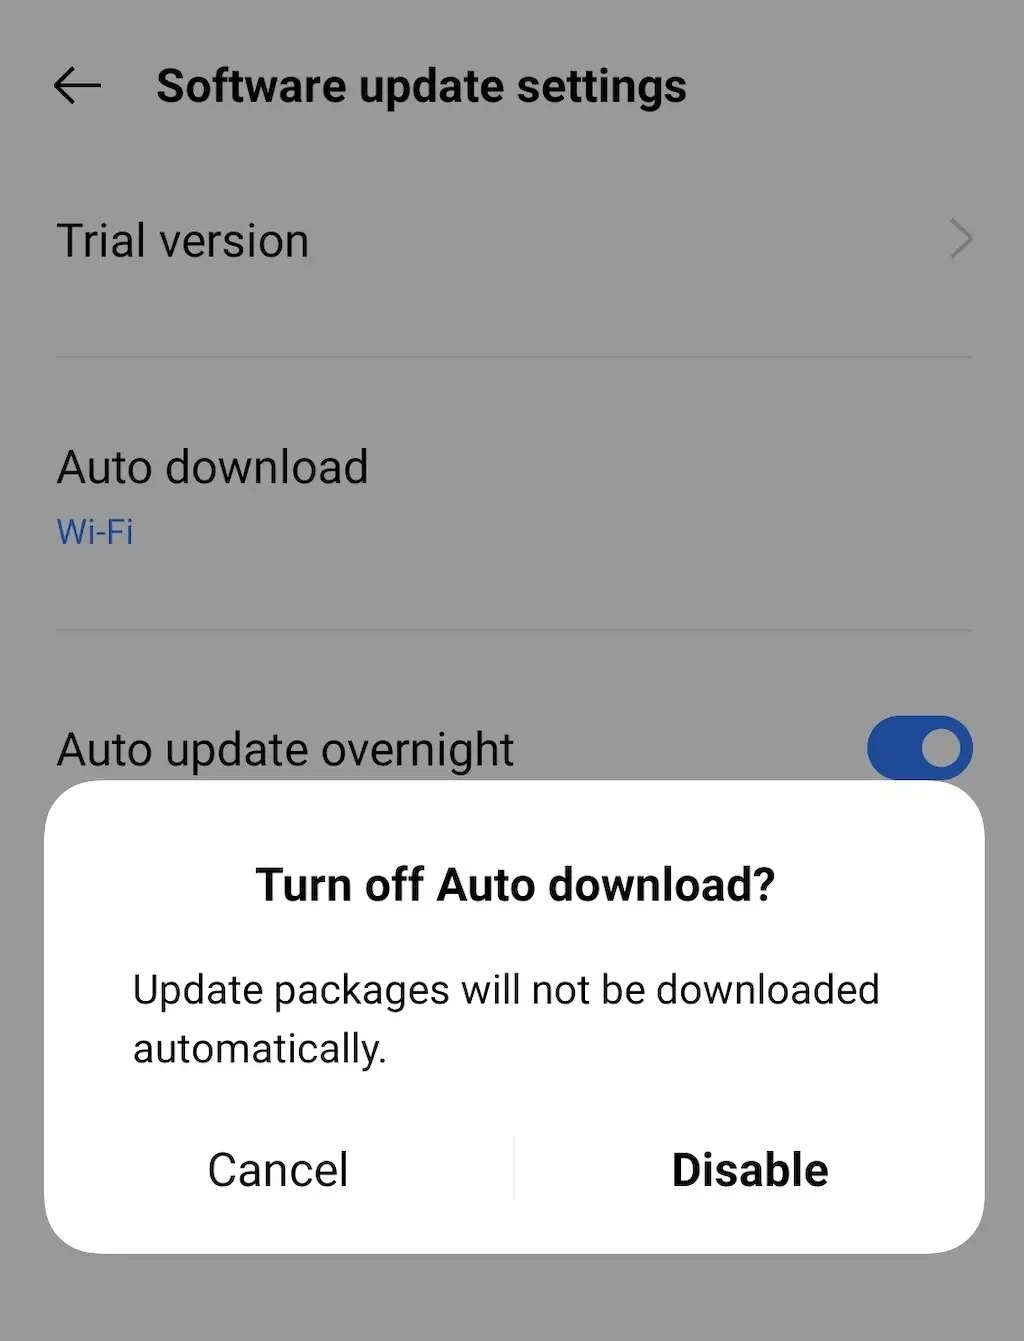 Software update settings
Trial version
Auto download
Wi-Fi
Auto update overnight
Turn off Auto download?
Update packages will not be downloaded
automatically.
Cancel
Disable